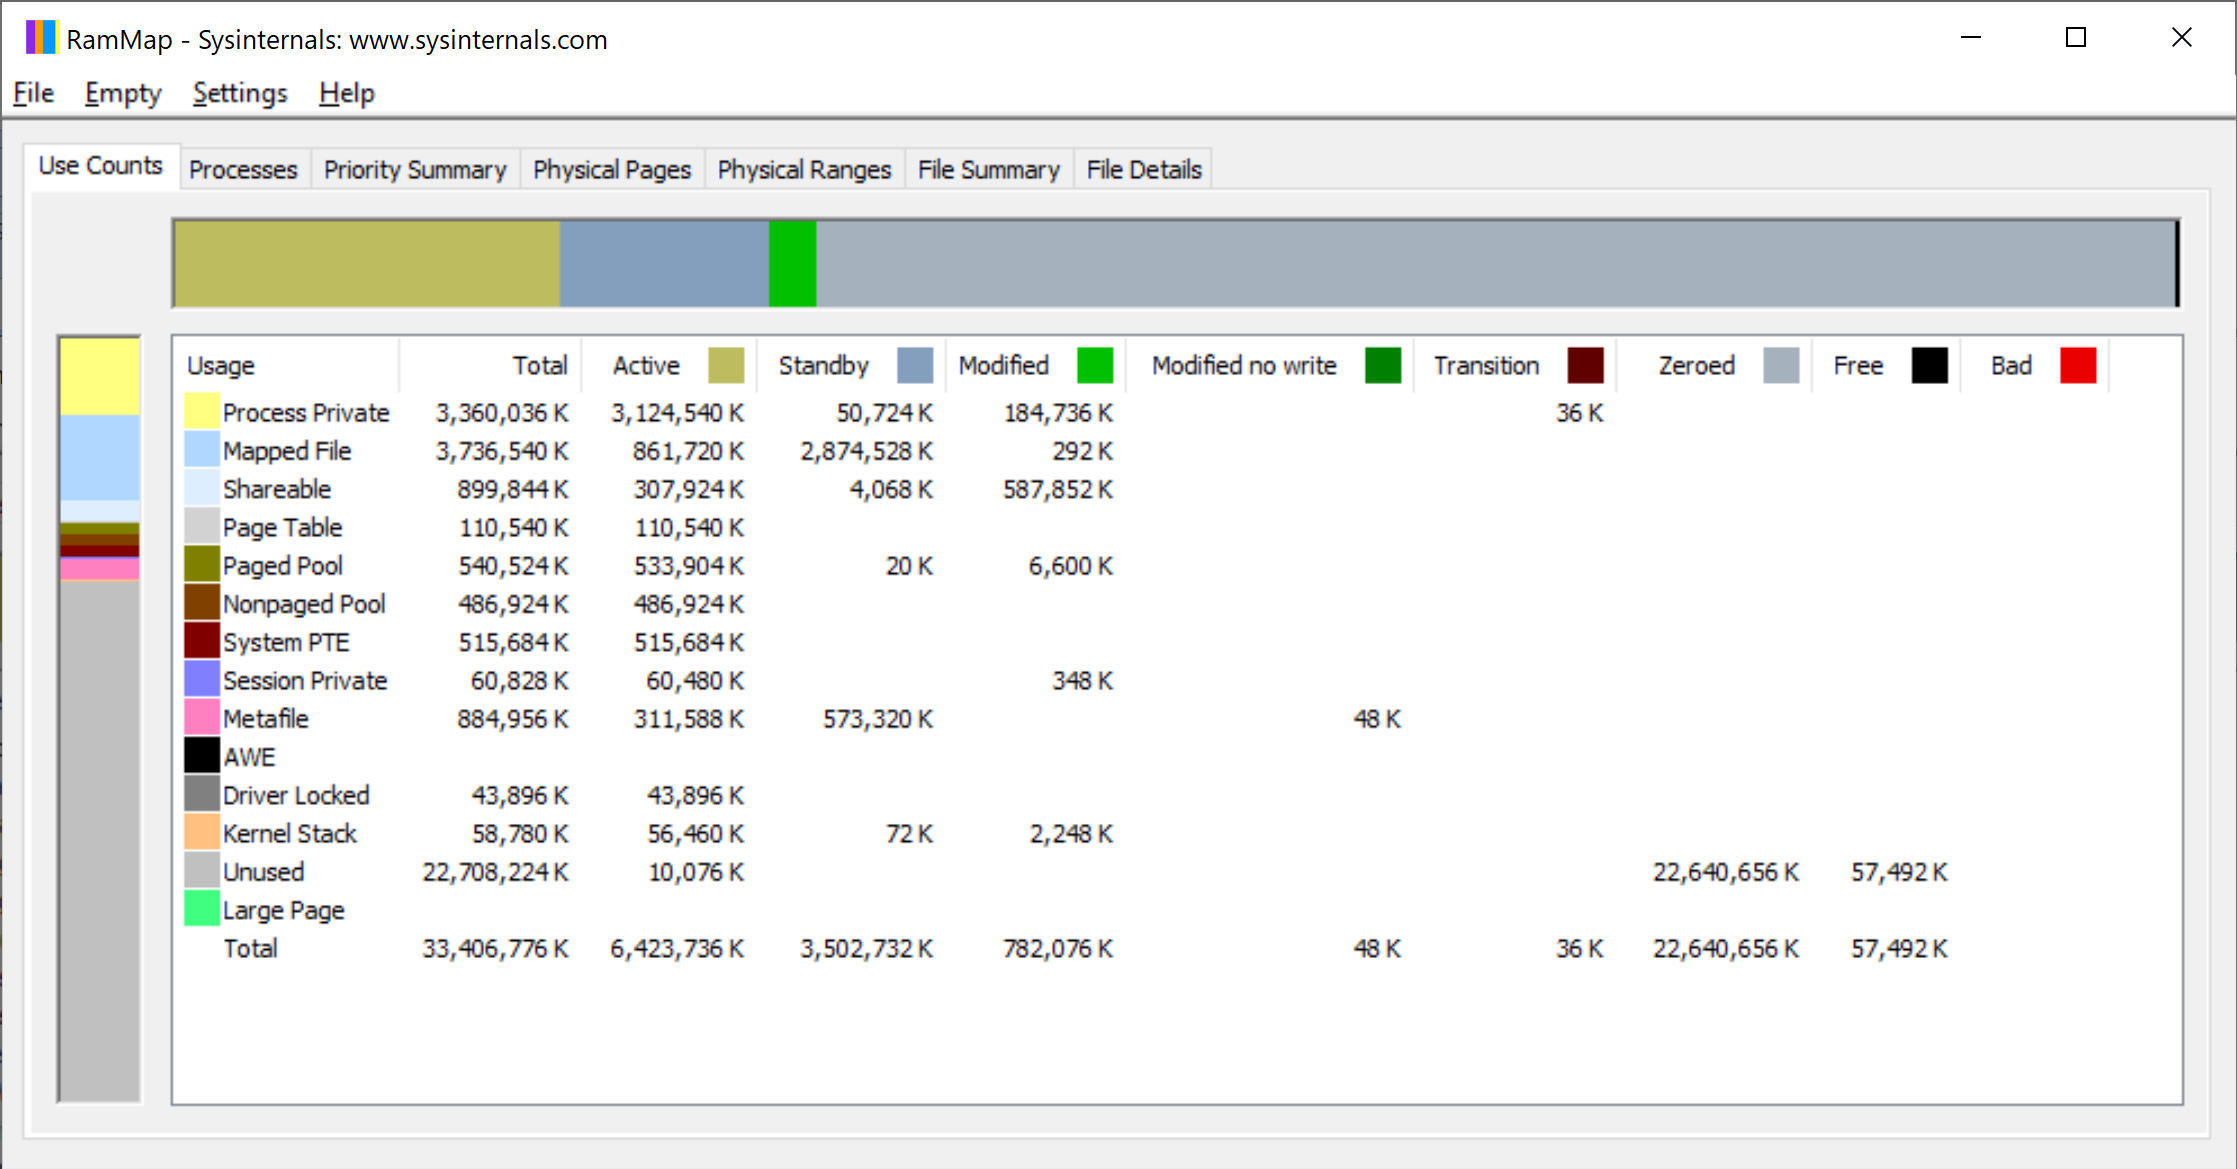 RamMap - Sysinternals: www.sysinternals.com
File Empty Settings Help
Use Counts Processes Priority Summary Physical Pages Physical Ranges File Summary File Details
Usage Total Active Standby Modified Modified no write Transition Zeroed Free Bad
Process Private 3,360,036 K 3,124,540 K 50,724 K 184,736 K 36 K
Mapped File 3,736,540 K 861,720 K 2,874,528 K 292 K
Shareable 899,844 K 307,924 K 4,068 K 587,852 K
Page Table 110,540 K 110,540 K
Paged Pool 540,524 K 533,904 K 20 K 6,600 K
Nonpaged Pool 486,924 K 486,924 K
System PTE 515,684 K 515,684 K
Session Private 60,828 K 60,480 K 348 K
Metafile 884,956 K 311,588 K 573,320 K 48 K
AWE
Driver Locked 43,896 K 43,896 K
Kernel Stack 58,780 K 56,460 K 72 K 2,248 K
Unused 22,708,224 K 10,076 K 22,640,656 K 57,492 K
Large Page
Total 33,406,776 K 6,423,736 K 3,502,732 K 782,076 K 48 K 36 K 22,640,656 K 57,492 K